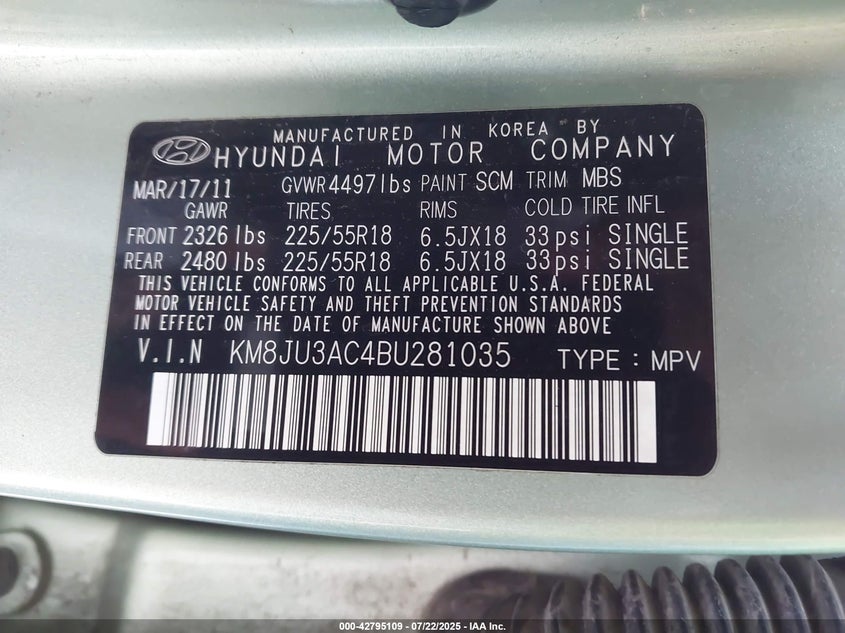 MANUFACTURED IN KOREA BY
HYUNDAI MOTOR COMPANY
MAR/17/11 GVWR 4497 lbs PAINT SCM TRIM MBS
GAWR TIRES RIMS COLD TIRE INFL
FRONT 2326 lbs 225/55R18 6.5JX18 33psi SINGLE
REAR 2480 lbs 225/55R18 6.5JX18 33psi SINGLE
THIS VEHICLE CONFORMS TO ALL APPLICABLE U.S.A. FEDERAL
MOTOR VEHICLE SAFETY AND THEFT PREVENTION STANDARDS
IN EFFECT ON THE DATE OF MANUFACTURE SHOWN ABOVE
V.I.N KM8JU3AC4BU281035 TYPE : MPV
000-42795109 - 07/22/2025 - IAA Inc.